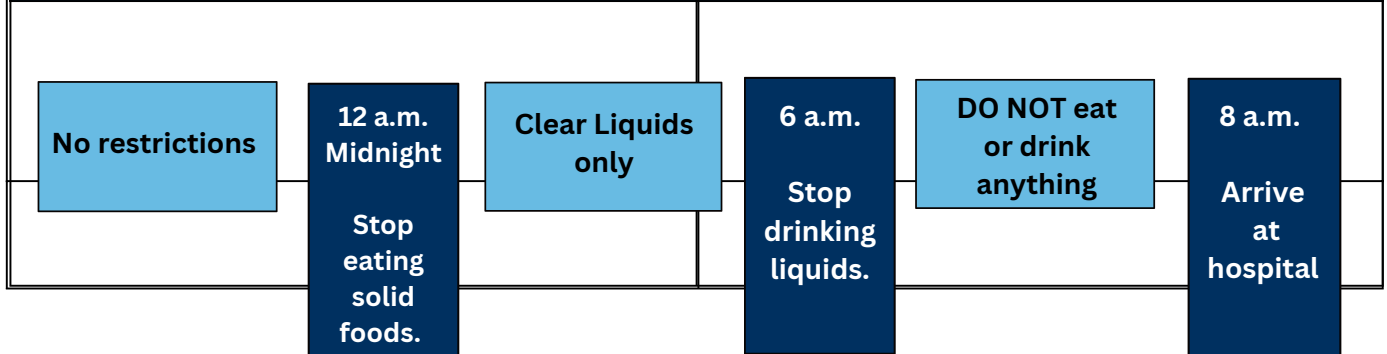 No restrictions
12 a.m.
Midnight
Stop
eating
solid
foods.
Clear Liquids
only
6 a.m.
Stop
drinking
liquids.
DO NOT eat
or drink
anything
8 a.m.
Arrive
at
hospital